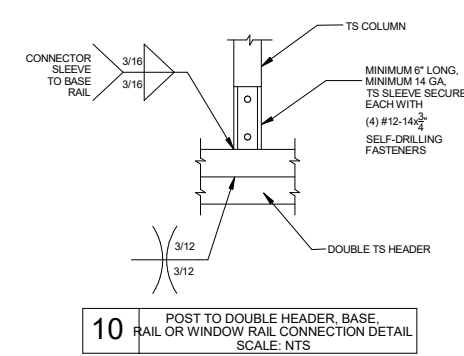 TS COLUMN
CONNECTOR
SLEEVE
TO BASE
RAIL
3/16
3/16
MINIMUM 6" LONG,
MINIMUM 14 GA,
TS SLEEVE SECURE
EACH WITH
(4) #12-14x3/4"
SELF-DRILLING
FASTENERS
3/12
3/12
DOUBLE TS HEADER
10
POST TO DOUBLE HEADER, BASE,
RAIL OR WINDOW RAIL CONNECTION DETAIL
SCALE: NTS